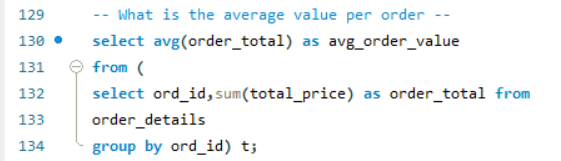 129 -- What is the average value per order --
130 select avg(order_total) as avg_order_value
131 from (
132 select ord_id,sum(total_price) as order_total from
133 order_details
134 group by ord_id) t;